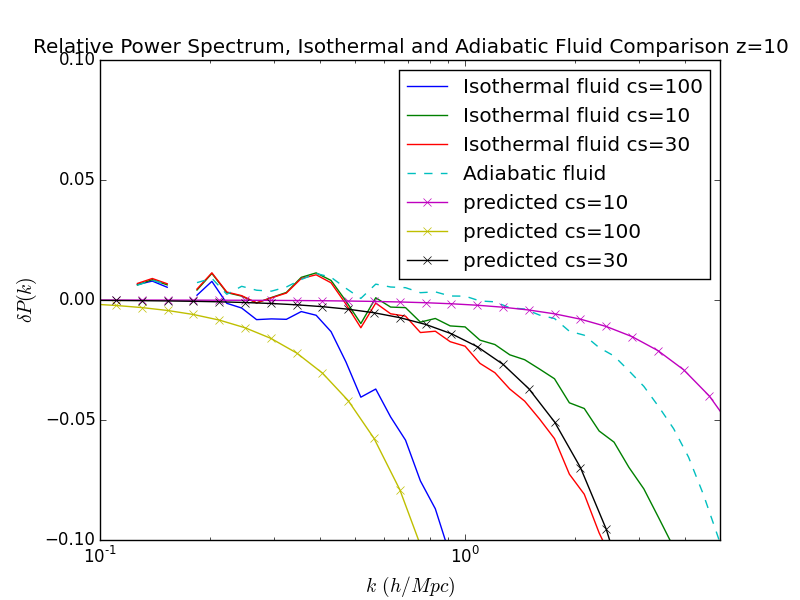 Relative Power Spectrum, Isothermal and Adiabatic Fluid Comparison z=10
0.10
0.05
0.00
−0.05
−0.10
δP(k)
Isothermal fluid cs=100
Isothermal fluid cs=10
Isothermal fluid cs=30
Adiabatic fluid
predicted cs=10
predicted cs=100
predicted cs=30
10⁻¹ 10⁰
k (h/Mpc)